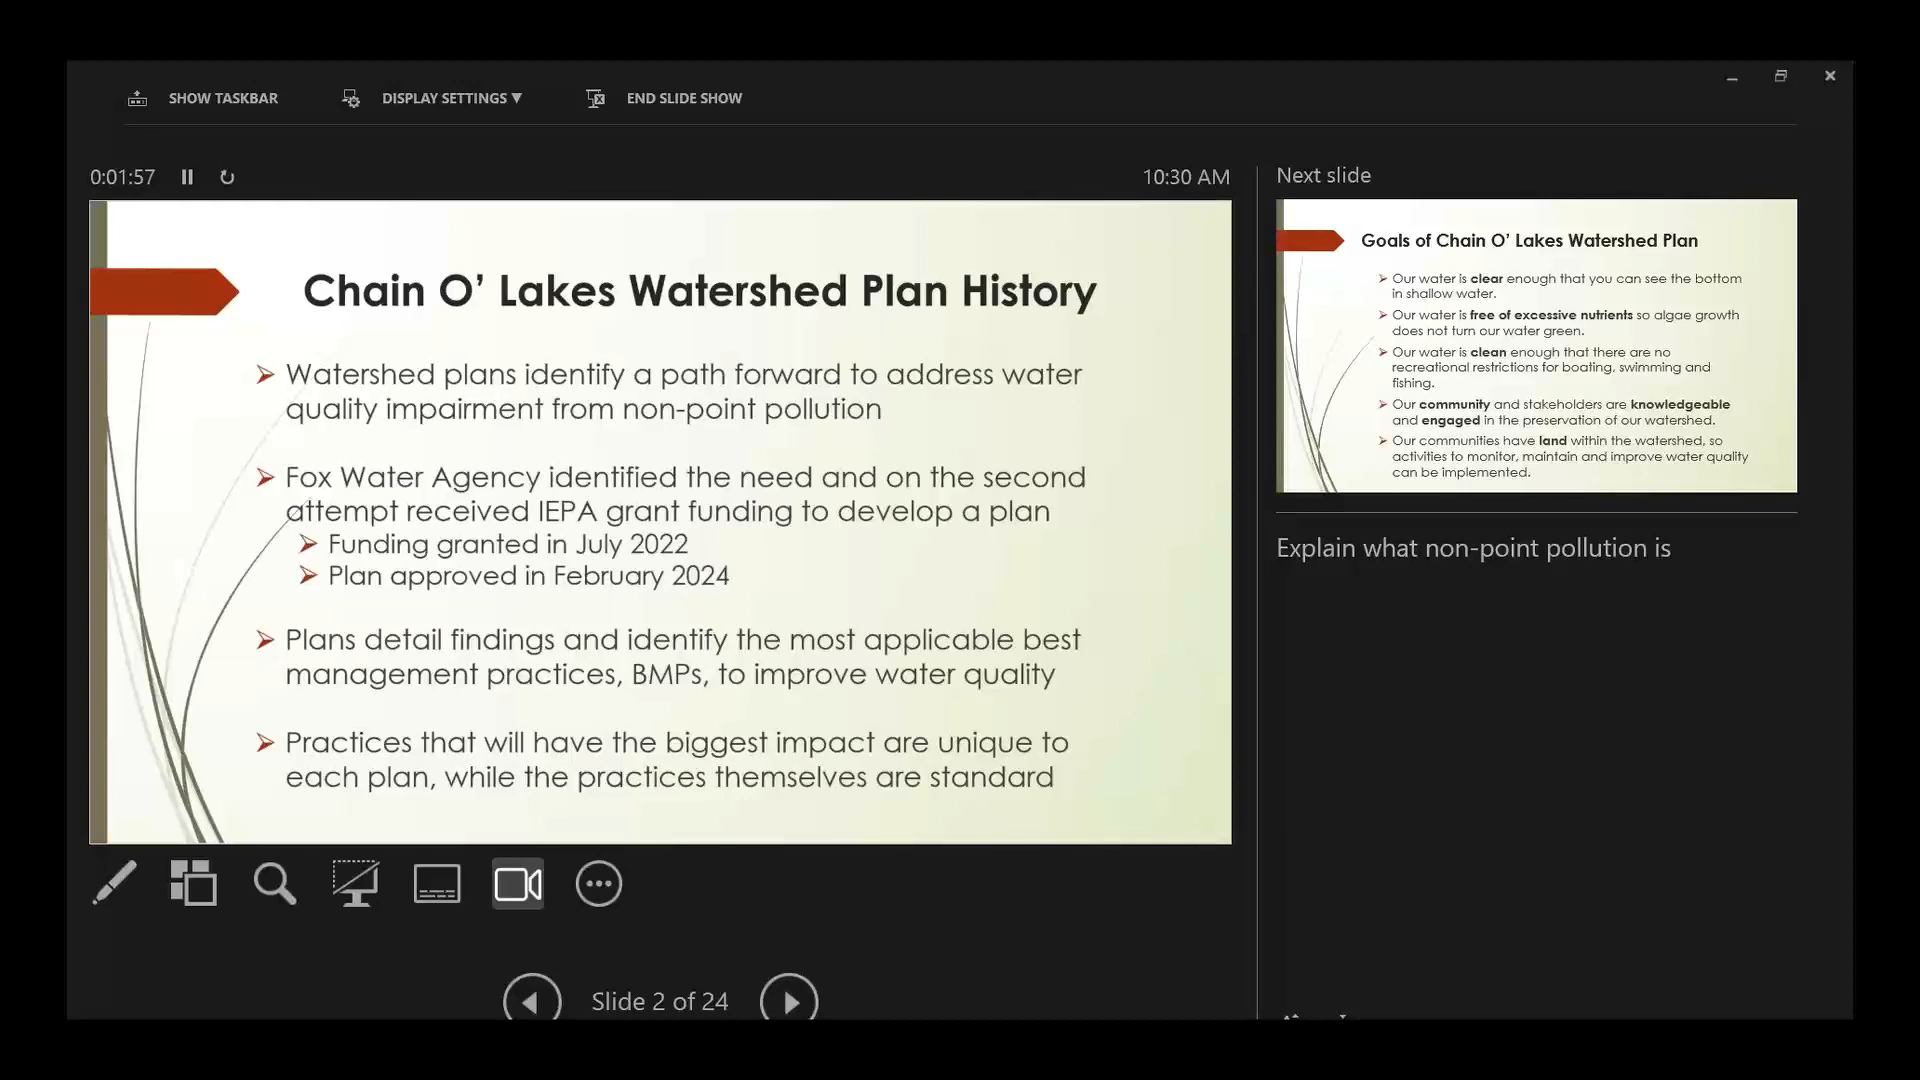 SHOW TASKBAR
DISPLAY SETTINGS ▼
END SLIDE SHOW
0:01:57
10:30 AM
Chain O’ Lakes Watershed Plan History
Watershed plans identify a path forward to address water
quality impairment from non-point pollution
Fox Water Agency identified the need and on the second
attempt received IEPA grant funding to develop a plan
Funding granted in July 2022
Plan approved in February 2024
Plans detail findings and identify the most applicable best
management practices, BMPs, to improve water quality
Practices that will have the biggest impact are unique to
each plan, while the practices themselves are standard
Slide 2 of 24
Next slide
Goals of Chain O’ Lakes Watershed Plan
Our water is clear enough that you can see the bottom
in shallow water.
Our water is free of excessive nutrients so algae growth
does not turn our water green.
Our water is clean enough that there are no
recreational restrictions for boating, swimming and
fishing.
Our community and stakeholders are knowledgeable
and engaged in the preservation of our watershed.
Our communities have land within the watershed, so
activities to monitor, maintain and improve water quality
can be implemented.
Explain what non-point pollution is